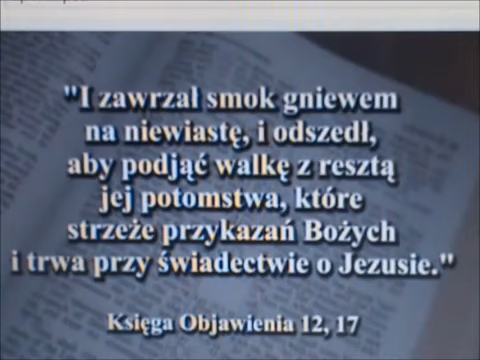 "I zawrzał smok gniewem
na niewiastę, i odszedł,
aby podjąć walkę z resztą
jej potomstwa, które
strzeże przykazań Bożych
i trwa przy świadectwie o Jezusie."
Księga Objawienia 12, 17